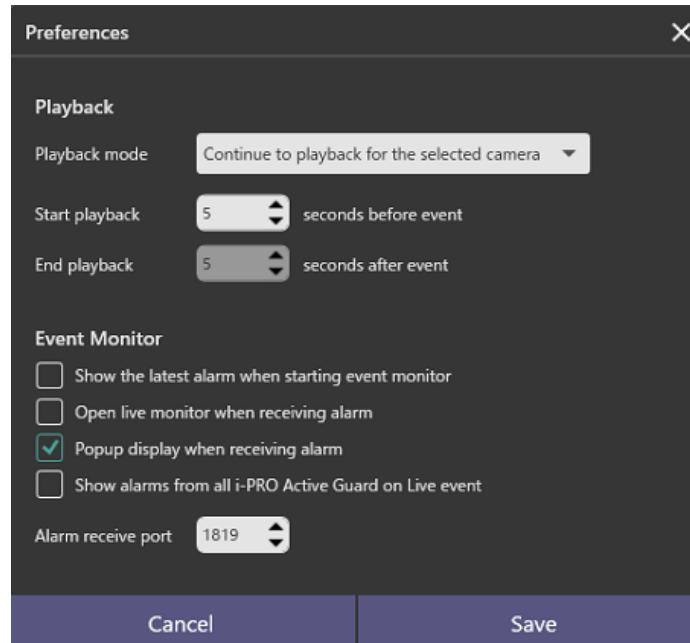 Preferences
Playback
Playback mode Continue to playback for the selected camera
Start playback 5 seconds before event
End playback 5 seconds after event
Event Monitor
Show the latest alarm when starting event monitor
Open live monitor when receiving alarm
Popup display when receiving alarm
Show alarms from all i-PRO Active Guard on Live event
Alarm receive port 1819
Cancel Save